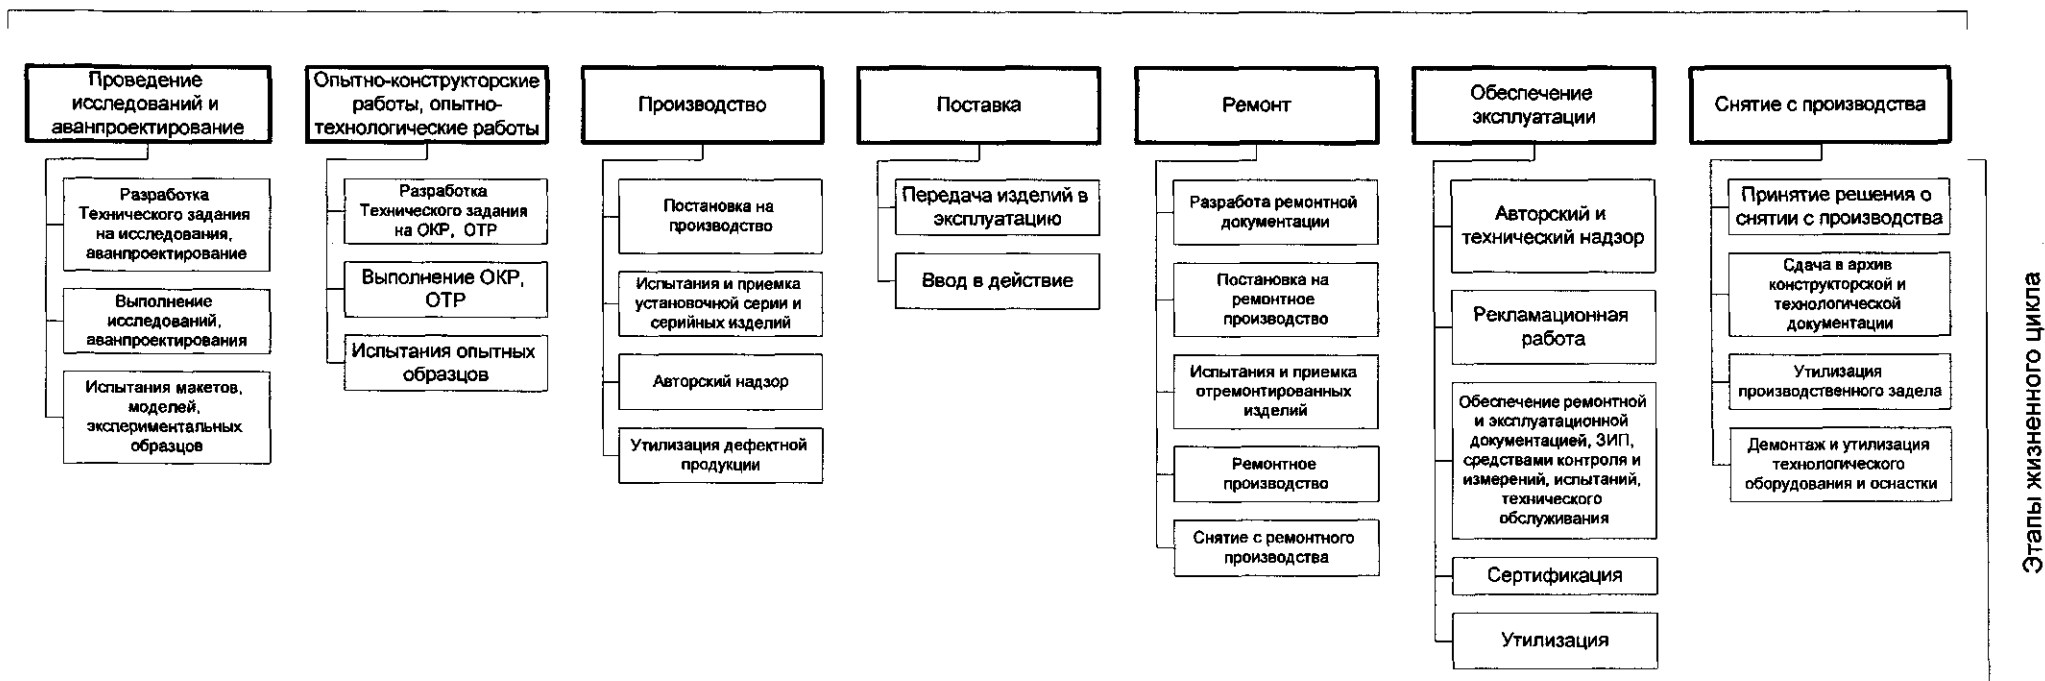 Проведение
исследований и
аванпроектирование
Разработка
Технического задания
на исследования,
аванпроектирование
Выполнение
исследований,
аванпроектирования
Испытания макетов,
моделей,
экспериментальных
образцов
Опытно-конструкторские
работы, опытно-
технологические работы
Разработка
Технического задания
на ОКР, ОТР
Выполнение ОКР,
ОТР
Испытания опытных
образцов
Производство
Постановка на
производство
Испытания и приемка
установочной серии и
серийных изделий
Авторский надзор
Утилизация дефектной
продукции
Поставка
Передача изделий в
эксплуатацию
Ввод в действие
Ремонт
Разработа ремонтной
документации
Постановка на
ремонтное
производство
Испытания и приемка
отремонтированных
изделий
Ремонтное
производство
Снятие с ремонтного
производства
Обеспечение
эксплуатации
Авторский и
технический надзор
Рекламационная
работа
Обеспечение ремонтной
и эксплуатационной
документацией, ЗИП,
средствами контроля и
измерений, испытаний,
технического
обслуживания
Сертификация
Утилизация
Снятие с производства
Принятие решения о
снятии с производства
Сдача в архив
конструкторской и
технологической
документации
Утилизация
производственного задела
Демонтаж и утилизация
технологического
оборудования и оснастки
Этапы жизненного цикла